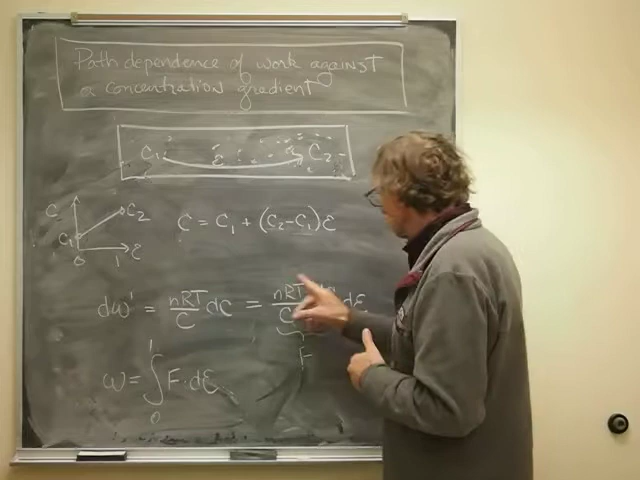 Path dependence of work against
a concentration gradient
C₁ ε C₂
C C₂
C₁
0 1 ε
C = C₁ + (C₂-C₁)ε
dw' = nRT/C dC = nRT/C dε
F
w = ∫₀¹ F · dε